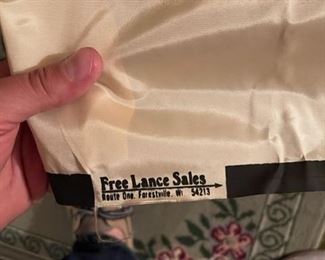 Free Lance Sales
Route One, Forestville, WI 54213